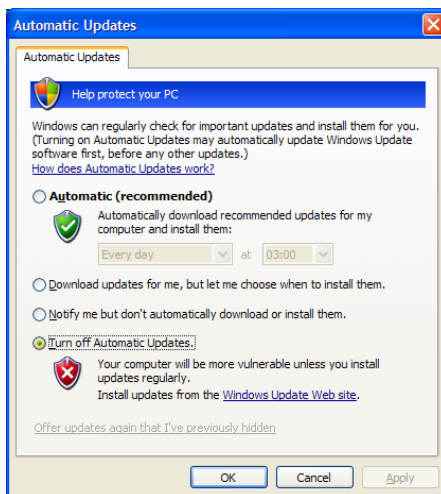 Automatic Updates
Automatic Updates
Help protect your PC
Windows can regularly check for important updates and install them for you.
(Turning on Automatic Updates may automatically update Windows Update
software first, before any other updates.)
How does Automatic Updates work?
Automatic (recommended)
Automatically download recommended updates for my
computer and install them:
Every day at 03:00
Download updates for me, but let me choose when to install them.
Notify me but don't automatically download or install them.
Turn off Automatic Updates.
Your computer will be more vulnerable unless you install
updates regularly.
Install updates from the Windows Update Web site.
Offer updates again that I've previously hidden
OK Cancel Apply